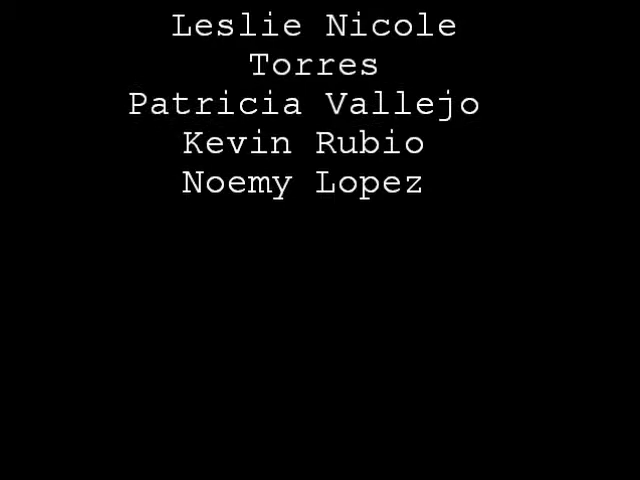 Leslie Nicole
Torres
Patricia Vallejo
Kevin Rubio
Noemy Lopez